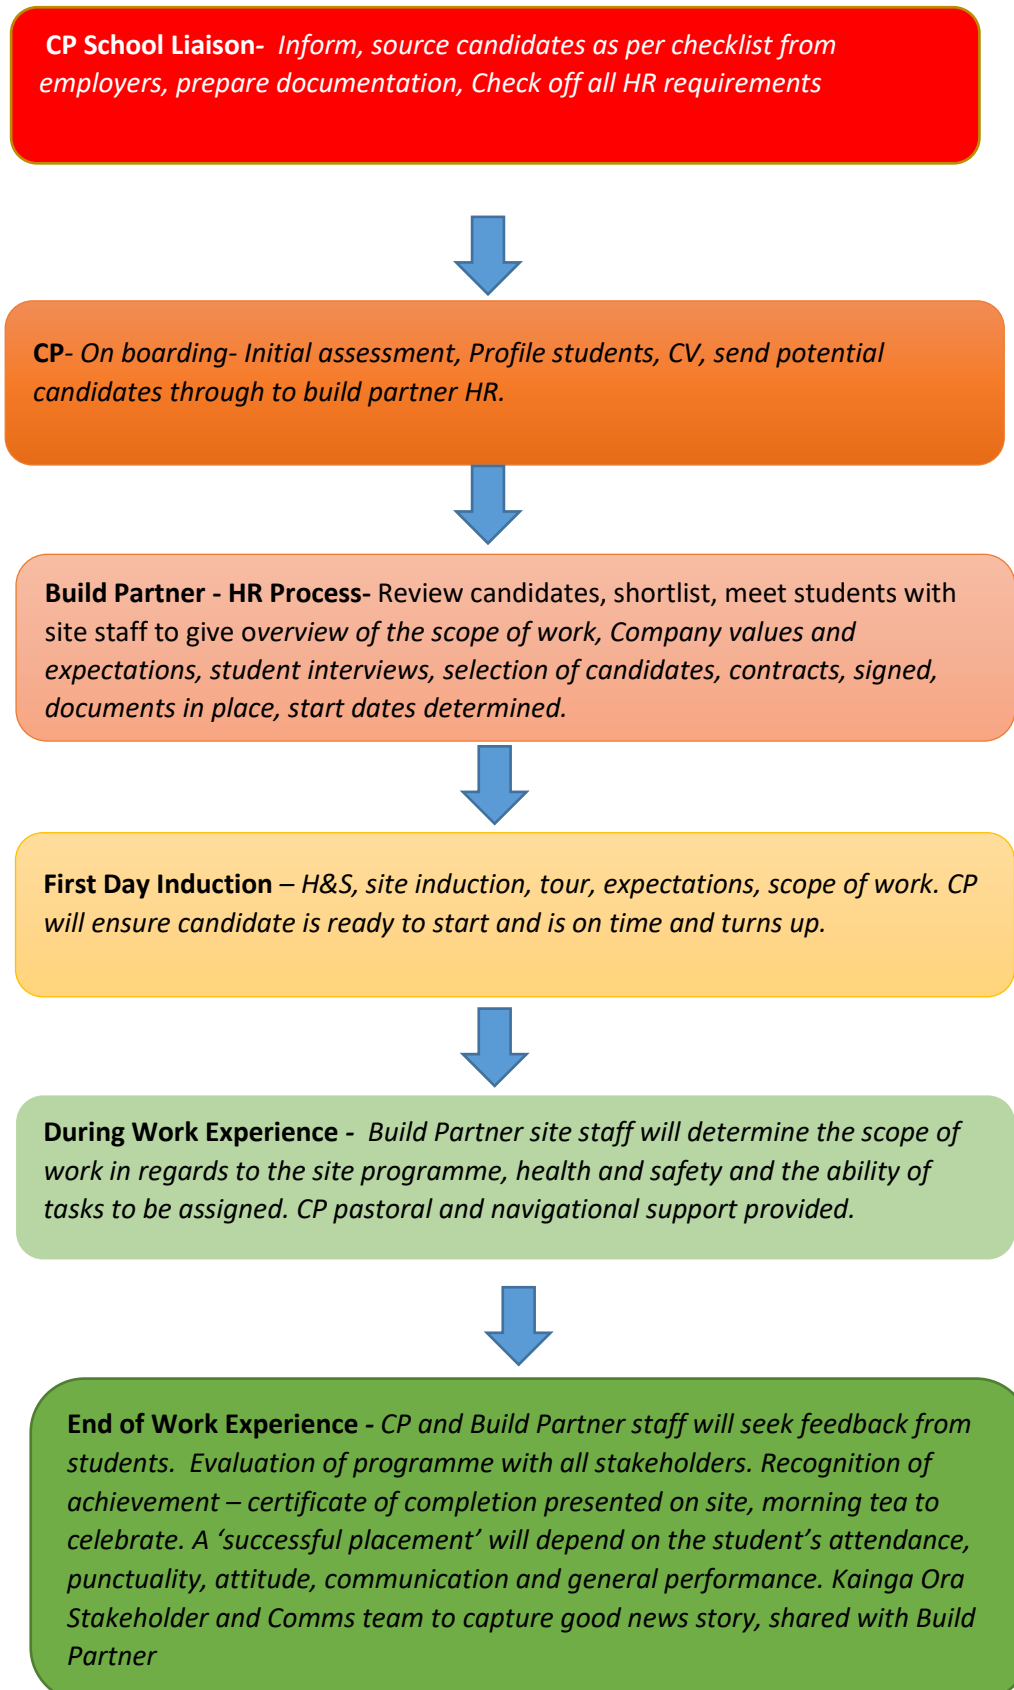 CP School Liaison- Inform, source candidates as per checklist from
employers, prepare documentation, Check off all HR requirements
CP- On boarding- Initial assessment, Profile students, CV, send potential
candidates through to build partner HR.
Build Partner - HR Process- Review candidates, shortlist, meet students with
site staff to give overview of the scope of work, Company values and
expectations, student interviews, selection of candidates, contracts, signed,
documents in place, start dates determined.
First Day Induction – H&S, site induction, tour, expectations, scope of work. CP
will ensure candidate is ready to start and is on time and turns up.
During Work Experience - Build Partner site staff will determine the scope of
work in regards to the site programme, health and safety and the ability of
tasks to be assigned. CP pastoral and navigational support provided.
End of Work Experience - CP and Build Partner staff will seek feedback from
students. Evaluation of programme with all stakeholders. Recognition of
achievement – certificate of completion presented on site, morning tea to
celebrate. A ‘successful placement’ will depend on the student’s attendance,
punctuality, attitude, communication and general performance. Kainga Ora
Stakeholder and Comms team to capture good news story, shared with Build
Partner